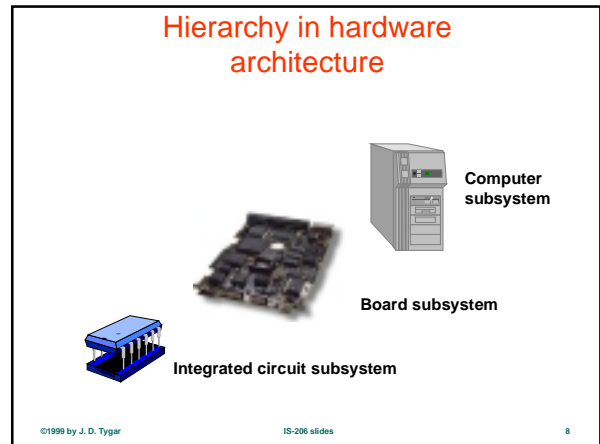 Hierarchy in hardware
architecture
Computer
subsystem
Board subsystem
Integrated circuit subsystem
©1999 by J. D. Tygar
IS-206 slides
8